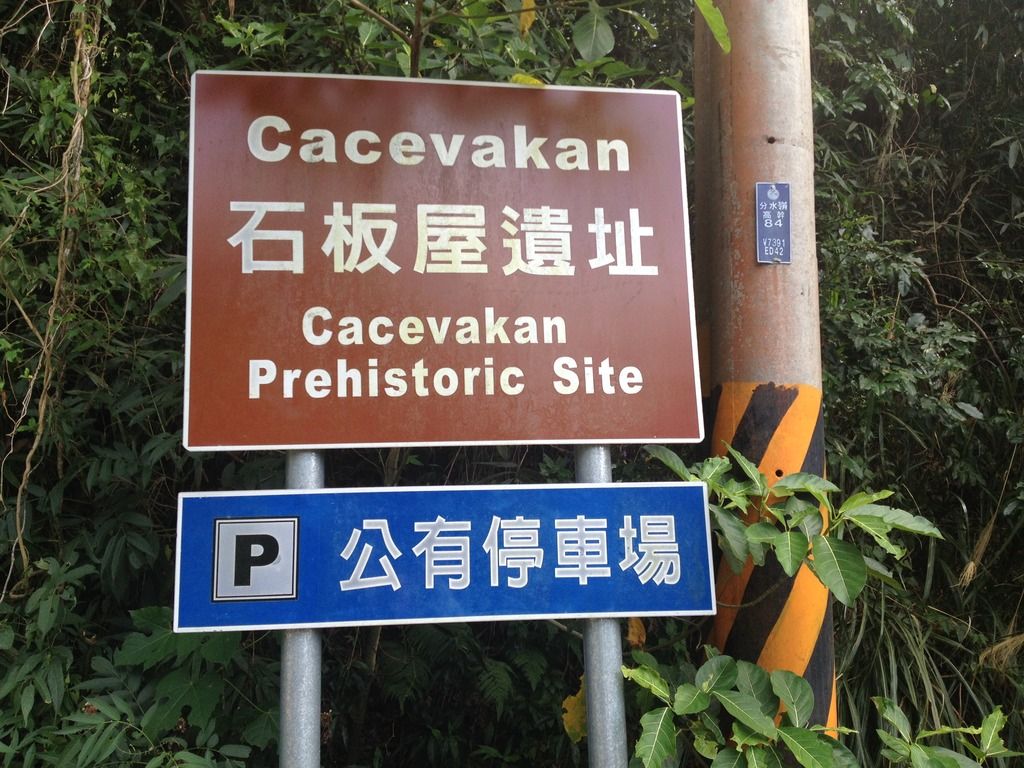 Cacevakan
石板屋遺址
Cacevakan
Prehistoric Site
P 公有停車場
分水嶺
高幹
84
V7391
ED42